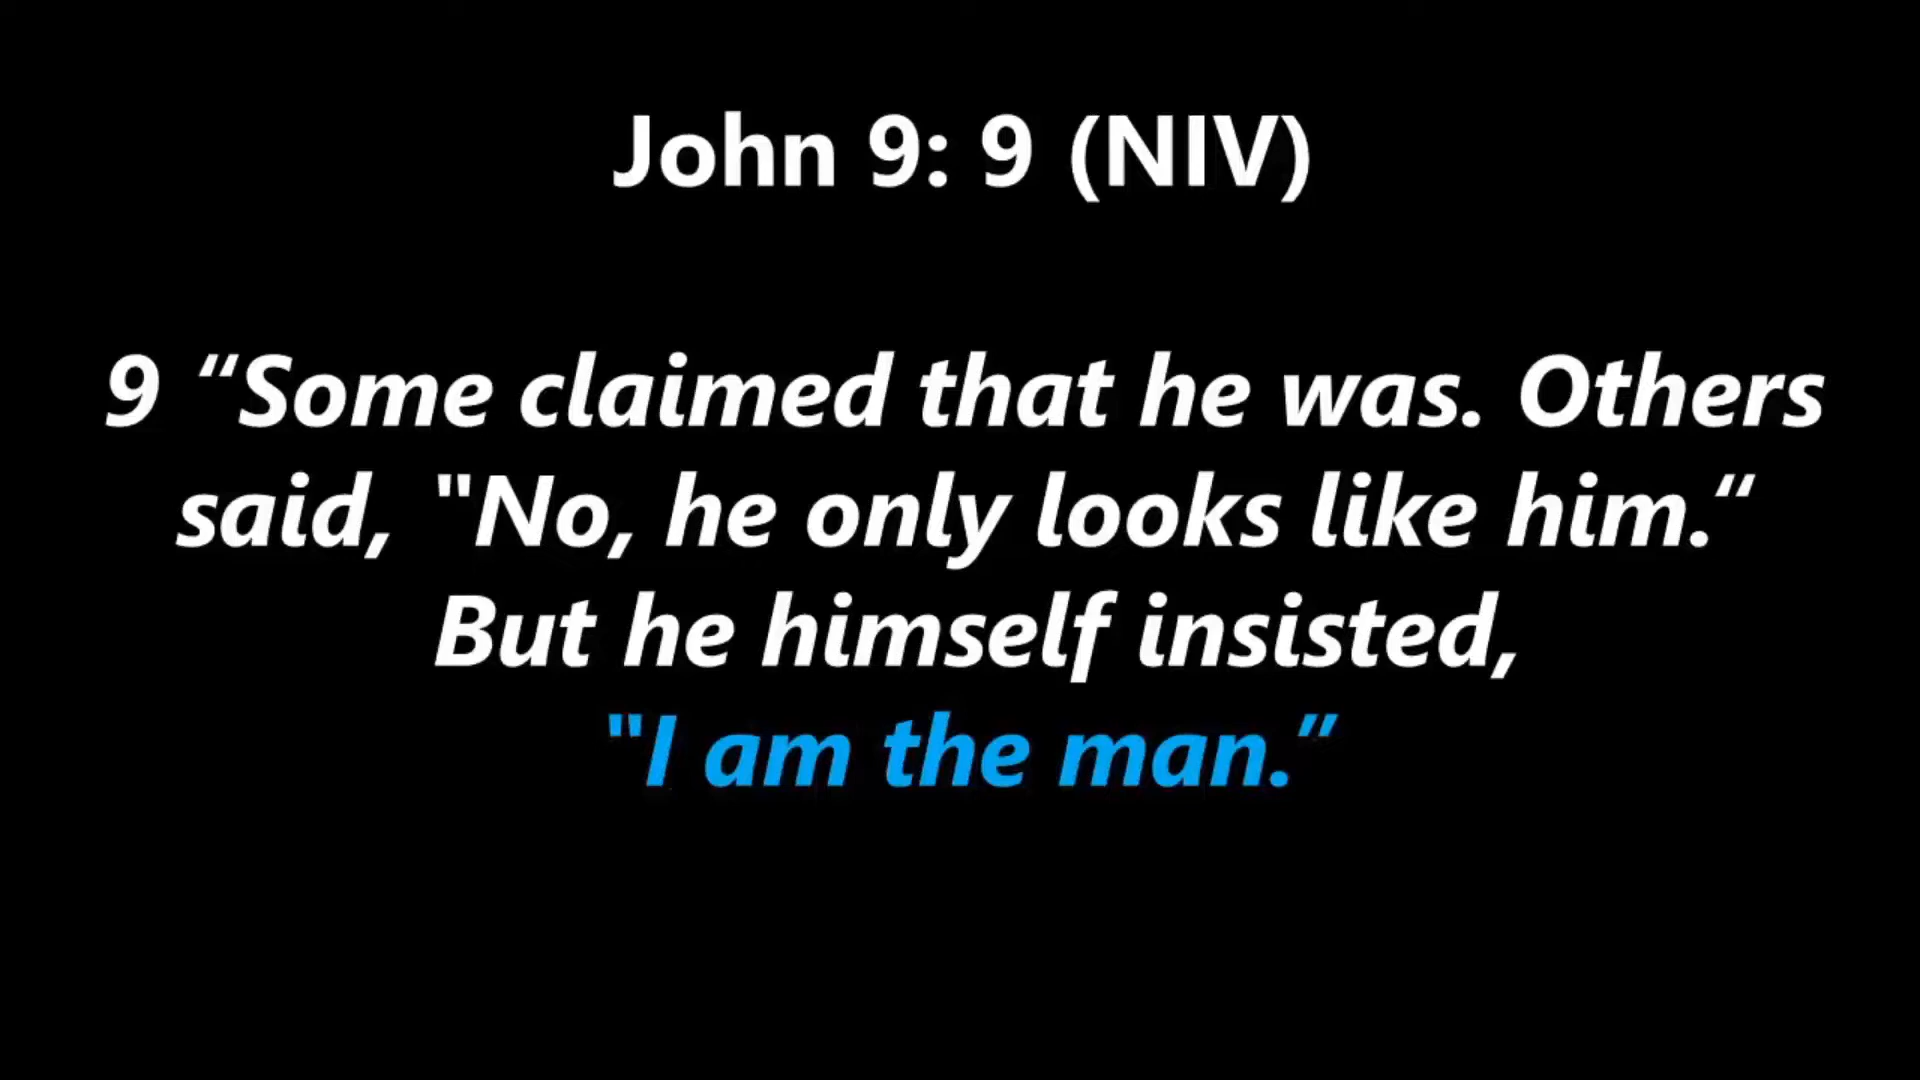 John 9: 9 (NIV)
9 “Some claimed that he was. Others
said, "No, he only looks like him.“
But he himself insisted,
"I am the man.”